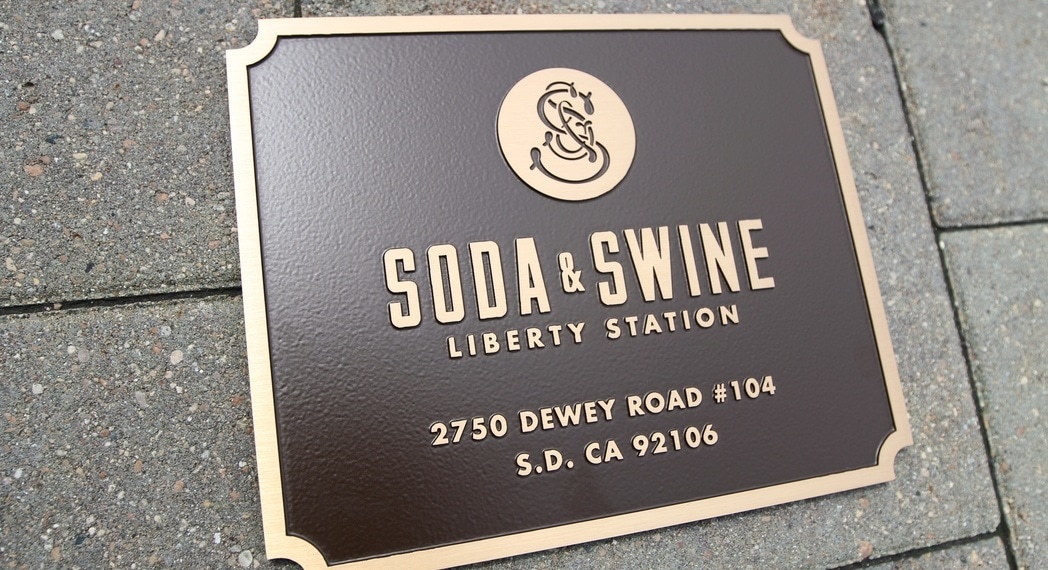 S&S
SODA & SWINE
LIBERTY STATION
2750 DEWEY ROAD #104
S.D. CA 92106